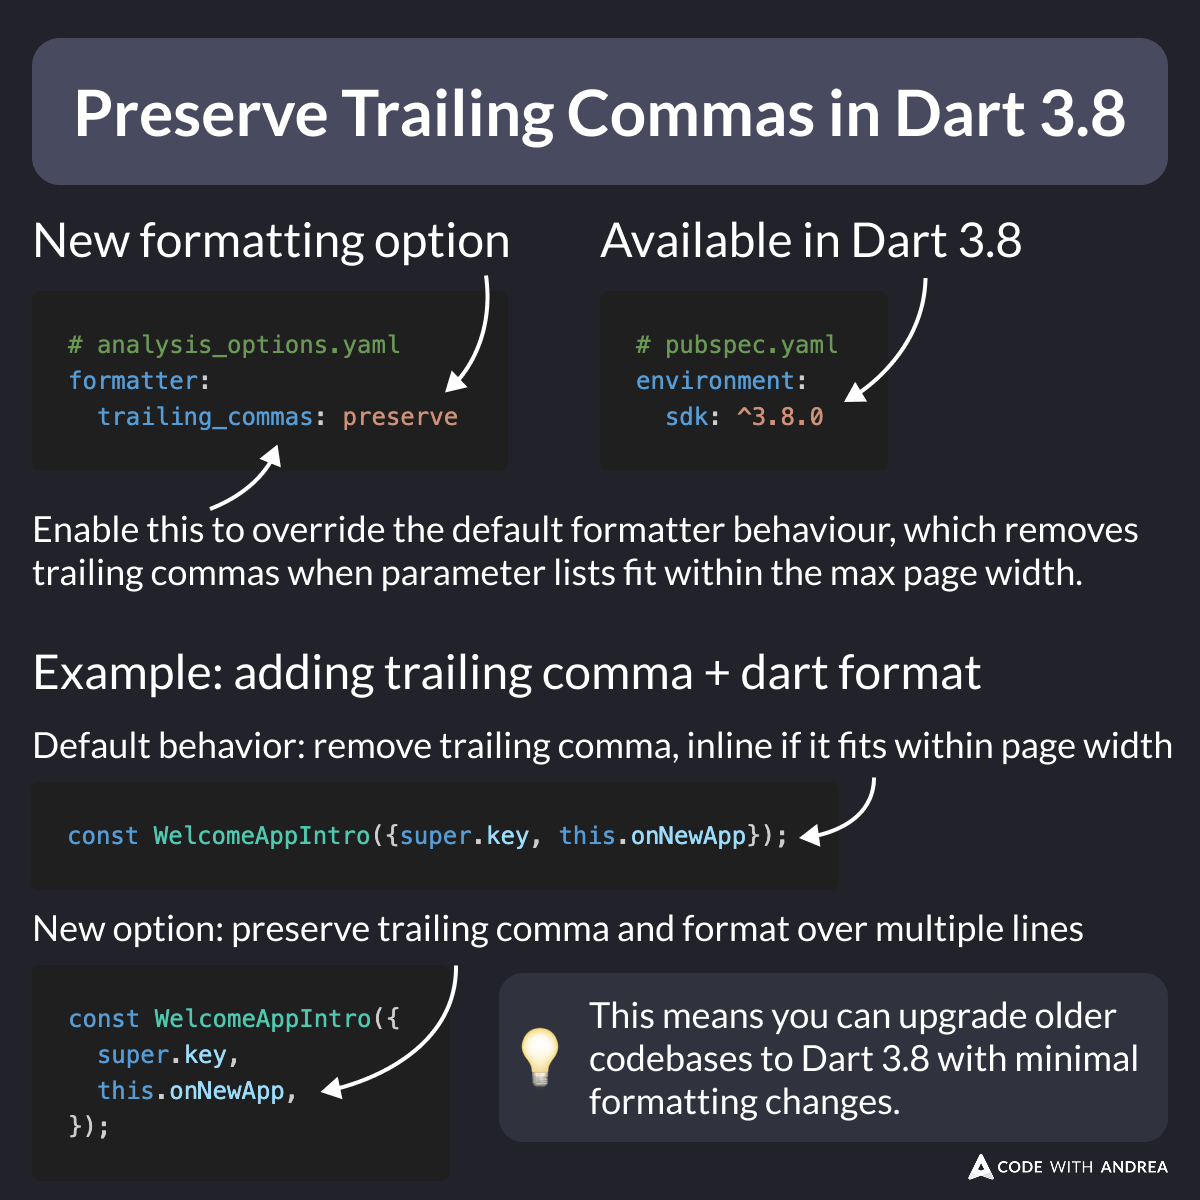 Preserve Trailing Commas in Dart 3.8
New formatting option
# analysis_options.yaml
formatter:
  trailing_commas: preserve
Available in Dart 3.8
# pubspec.yaml
environment:
  sdk: ^3.8.0
Enable this to override the default formatter behaviour, which removes
trailing commas when parameter lists fit within the max page width.
Example: adding trailing comma + dart format
Default behavior: remove trailing comma, inline if it fits within page width
const WelcomeAppIntro({super.key, this.onNewApp});
New option: preserve trailing comma and format over multiple lines
const WelcomeAppIntro({
  super.key,
  this.onNewApp,
});
This means you can upgrade older
codebases to Dart 3.8 with minimal
formatting changes.
CODE WITH ANDREA